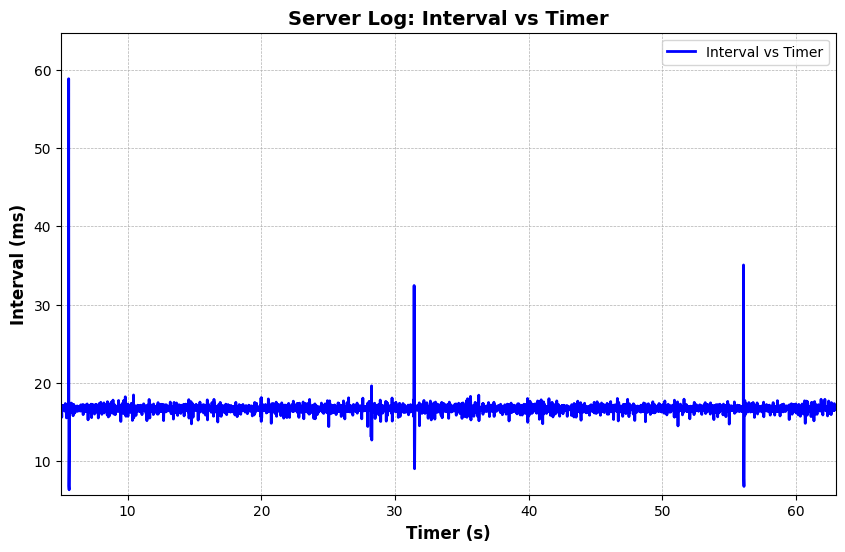 Server Log: Interval vs Timer
Interval vs Timer
60
50
40
30
20
10
Interval (ms)
10 20 30 40 50 60
Timer (s)